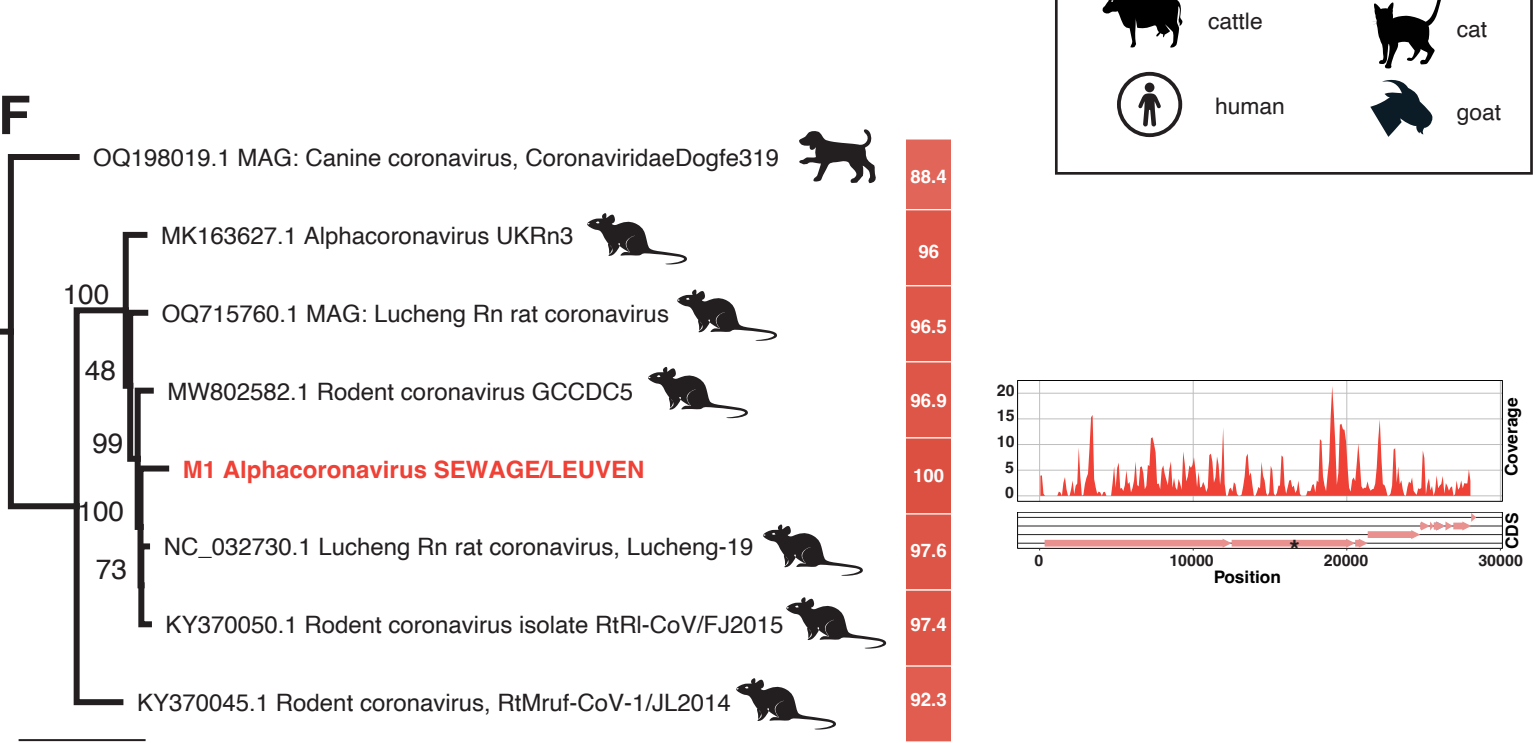 cattle
cat
human
goat
F
OQ198019.1 MAG: Canine coronavirus, CoronaviridaeDogfe319
88.4
MK163627.1 Alphacoronavirus UKRn3
96
100
OQ715760.1 MAG: Lucheng Rn rat coronavirus
96.5
48
MW802582.1 Rodent coronavirus GCCDC5
96.9
99
M1 Alphacoronavirus SEWAGE/LEUVEN
100
100
NC_032730.1 Lucheng Rn rat coronavirus, Lucheng-19
97.6
73
KY370050.1 Rodent coronavirus isolate RtRl-CoV/FJ2015
97.4
KY370045.1 Rodent coronavirus, RtMruf-CoV-1/JL2014
92.3
20
15
10
5
0
Coverage
CDS
*
0 10000 20000 30000
Position